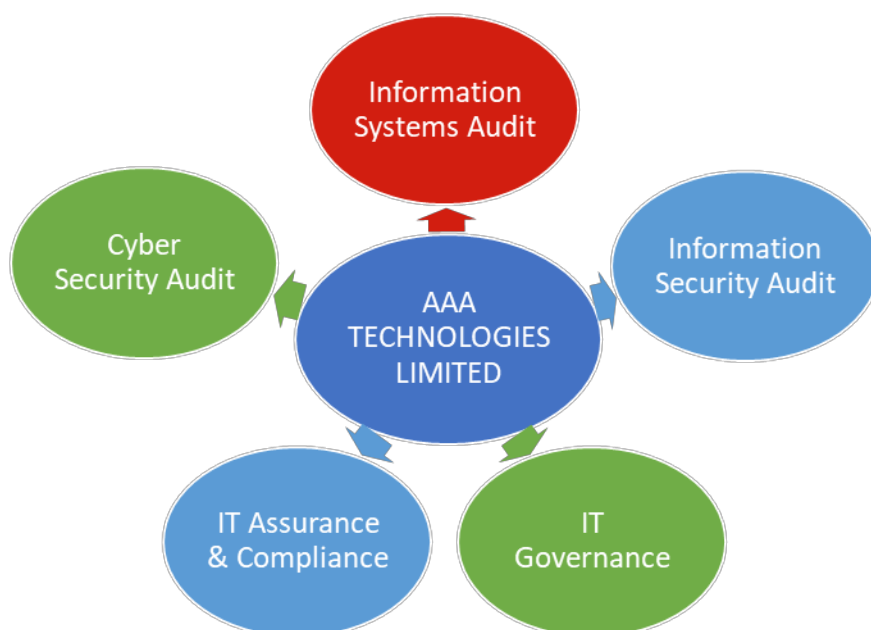 Information
Systems Audit
Cyber
Security Audit
Information
Security Audit
AAA
TECHNOLOGIES
LIMITED
IT Assurance
& Compliance
IT
Governance